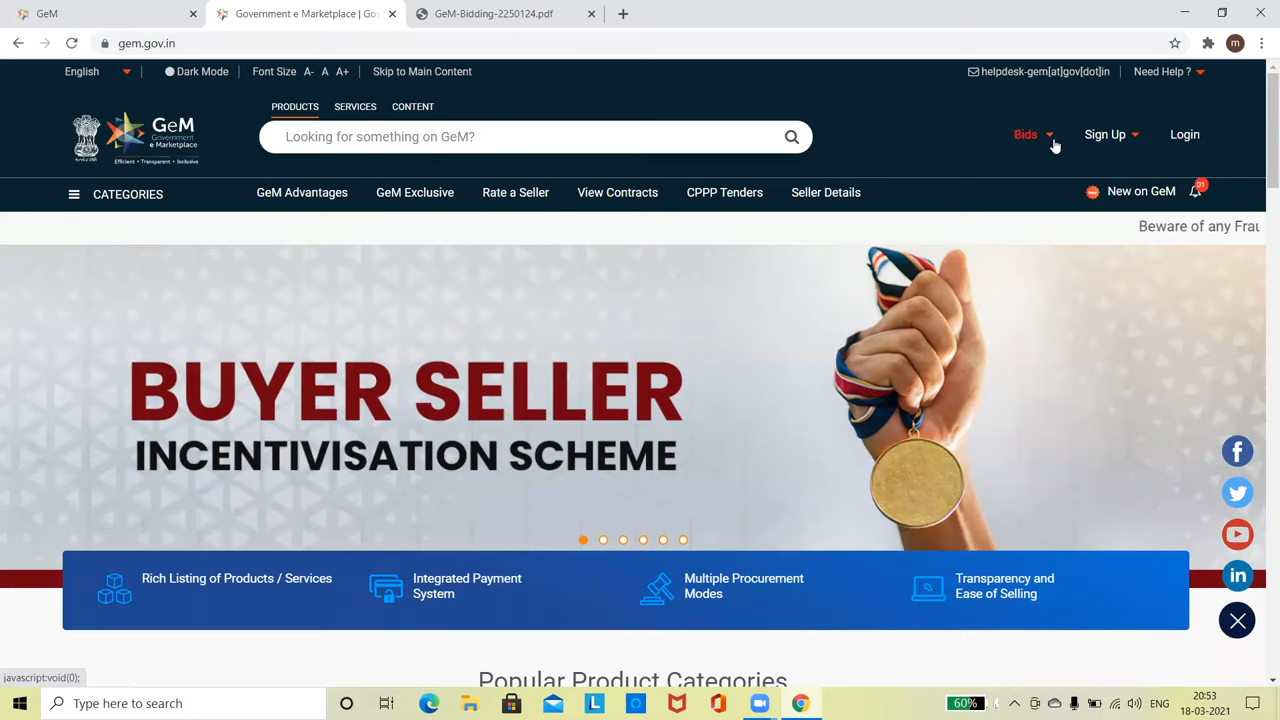 GeM
Government e Marketplace | Gov
GeM-Bidding-2250124.pdf
gem.gov.in
m
English
Dark Mode
Font Size A- A A+
Skip to Main Content
helpdesk-gem[at]gov[dot]in
Need Help ?
PRODUCTS SERVICES CONTENT
GeM
Government
e Marketplace
Efficient • Transparent • Inclusive
Looking for something on GeM?
Bids
Sign Up
Login
CATEGORIES
GeM Advantages
GeM Exclusive
Rate a Seller
View Contracts
CPPP Tenders
Seller Details
New on GeM
01
Beware of any Frau
BUYER SELLER
INCENTIVISATION SCHEME
Rich Listing of Products / Services
Integrated Payment
System
Multiple Procurement
Modes
Transparency and
Ease of Selling
Popular Product Categories
javascript:void(0);
Type here to search
60%
ENG
20:53
18-03-2021